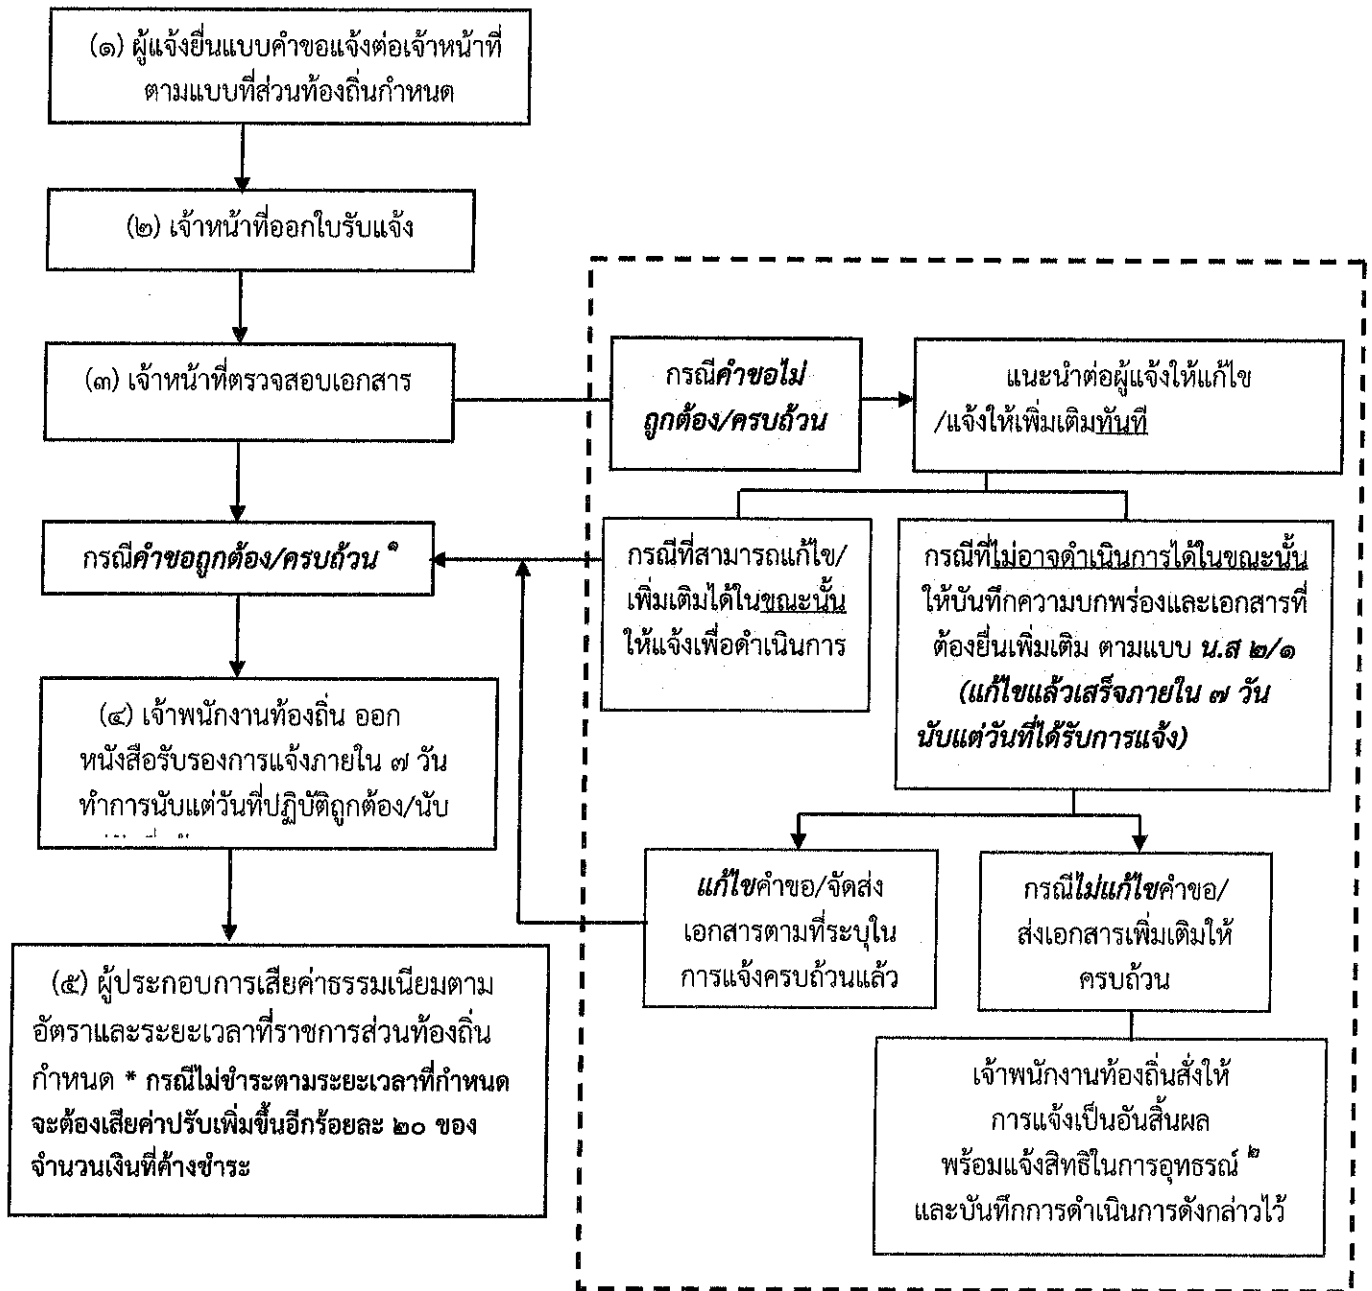 (๑) ผู้แจ้งยื่นแบบคำขอแจ้งต่อเจ้าหน้าที่
ตามแบบที่ส่วนท้องถิ่นกำหนด
(๒) เจ้าหน้าที่ออกใบรับแจ้ง
(๓) เจ้าหน้าที่ตรวจสอบเอกสาร
กรณีคำขอไม่
ถูกต้อง/ครบถ้วน
แนะนำต่อผู้แจ้งให้แก้ไข
/แจ้งให้เพิ่มเติมทันที
กรณีคำขอถูกต้อง/ครบถ้วน ๑
กรณีที่สามารถแก้ไข/
เพิ่มเติมได้ในขณะนั้น
ให้แจ้งเพื่อดำเนินการ
กรณีที่ไม่อาจดำเนินการได้ในขณะนั้น
ให้บันทึกความบกพร่องและเอกสารที่
ต้องยื่นเพิ่มเติม ตามแบบ น.ส ๒/๑
(แก้ไขแล้วเสร็จภายใน ๗ วัน
นับแต่วันที่ได้รับการแจ้ง)
(๔) เจ้าพนักงานท้องถิ่น ออก
หนังสือรับรองการแจ้งภายใน ๗ วัน
ทำการนับแต่วันที่ปฏิบัติถูกต้อง/นับ
แก้ไขคำขอ/จัดส่ง
เอกสารตามที่ระบุใน
การแจ้งครบถ้วนแล้ว
กรณีไม่แก้ไขคำขอ/
ส่งเอกสารเพิ่มเติมให้
ครบถ้วน
(๕) ผู้ประกอบการเสียค่าธรรมเนียมตาม
อัตราและระยะเวลาที่ราชการส่วนท้องถิ่น
กำหนด * กรณีไม่ชำระตามระยะเวลาที่กำหนด
จะต้องเสียค่าปรับเพิ่มขึ้นอีกร้อยละ ๒๐ ของ
จำนวนเงินที่ค้างชำระ
เจ้าพนักงานท้องถิ่นสั่งให้
การแจ้งเป็นอันสิ้นผล
พร้อมแจ้งสิทธิในการอุทธรณ์ ๒
และบันทึกการดำเนินการดังกล่าวไว้